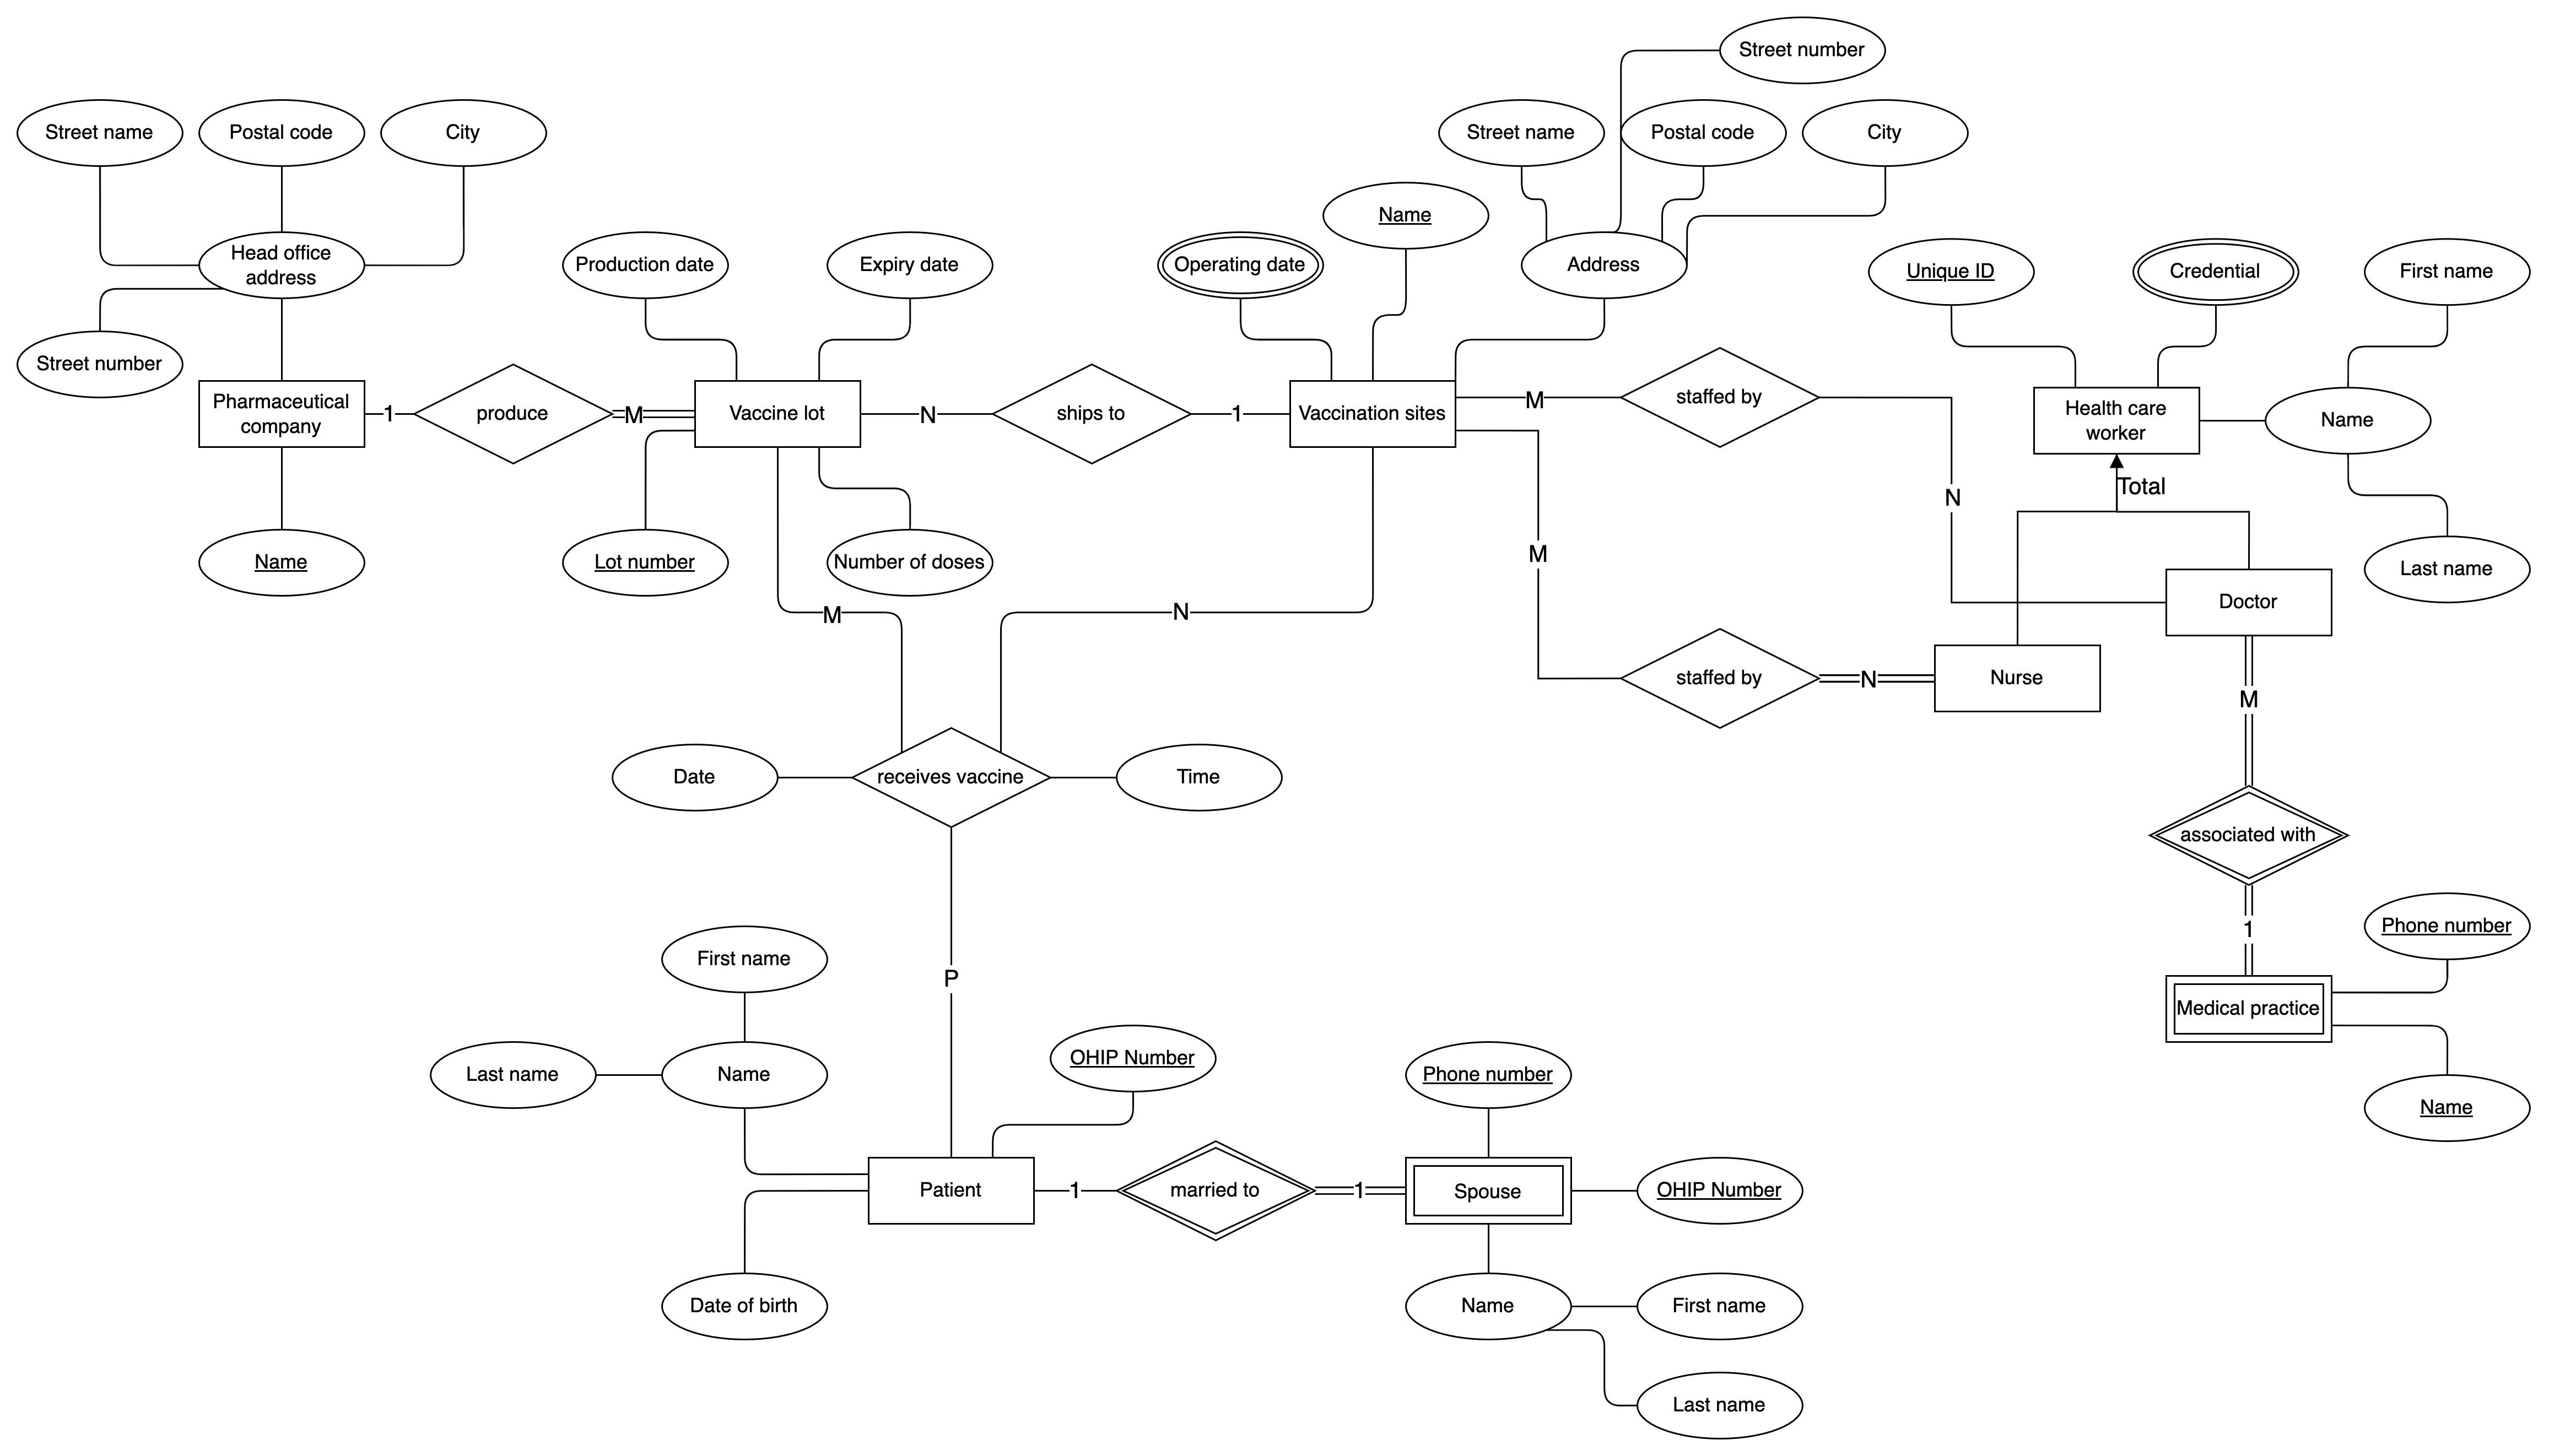 Street number
Street name
Postal code
City
Street name
Postal code
City
Name
Head office
address
Production date
Expiry date
Operating date
Address
Unique ID
Credential
First name
Street number
Pharmaceutical
company
1
produce
M
Vaccine lot
N
ships to
1
Vaccination sites
M
staffed by
Health care
worker
Name
Total
N
Name
Lot number
Number of doses
M
Last name
Doctor
M
N
staffed by
N
Nurse
M
Date
receives vaccine
Time
associated with
P
First name
Phone number
1
Last name
Name
OHIP Number
Phone number
Medical practice
Name
Patient
1
married to
1
Spouse
OHIP Number
Date of birth
Name
First name
Last name